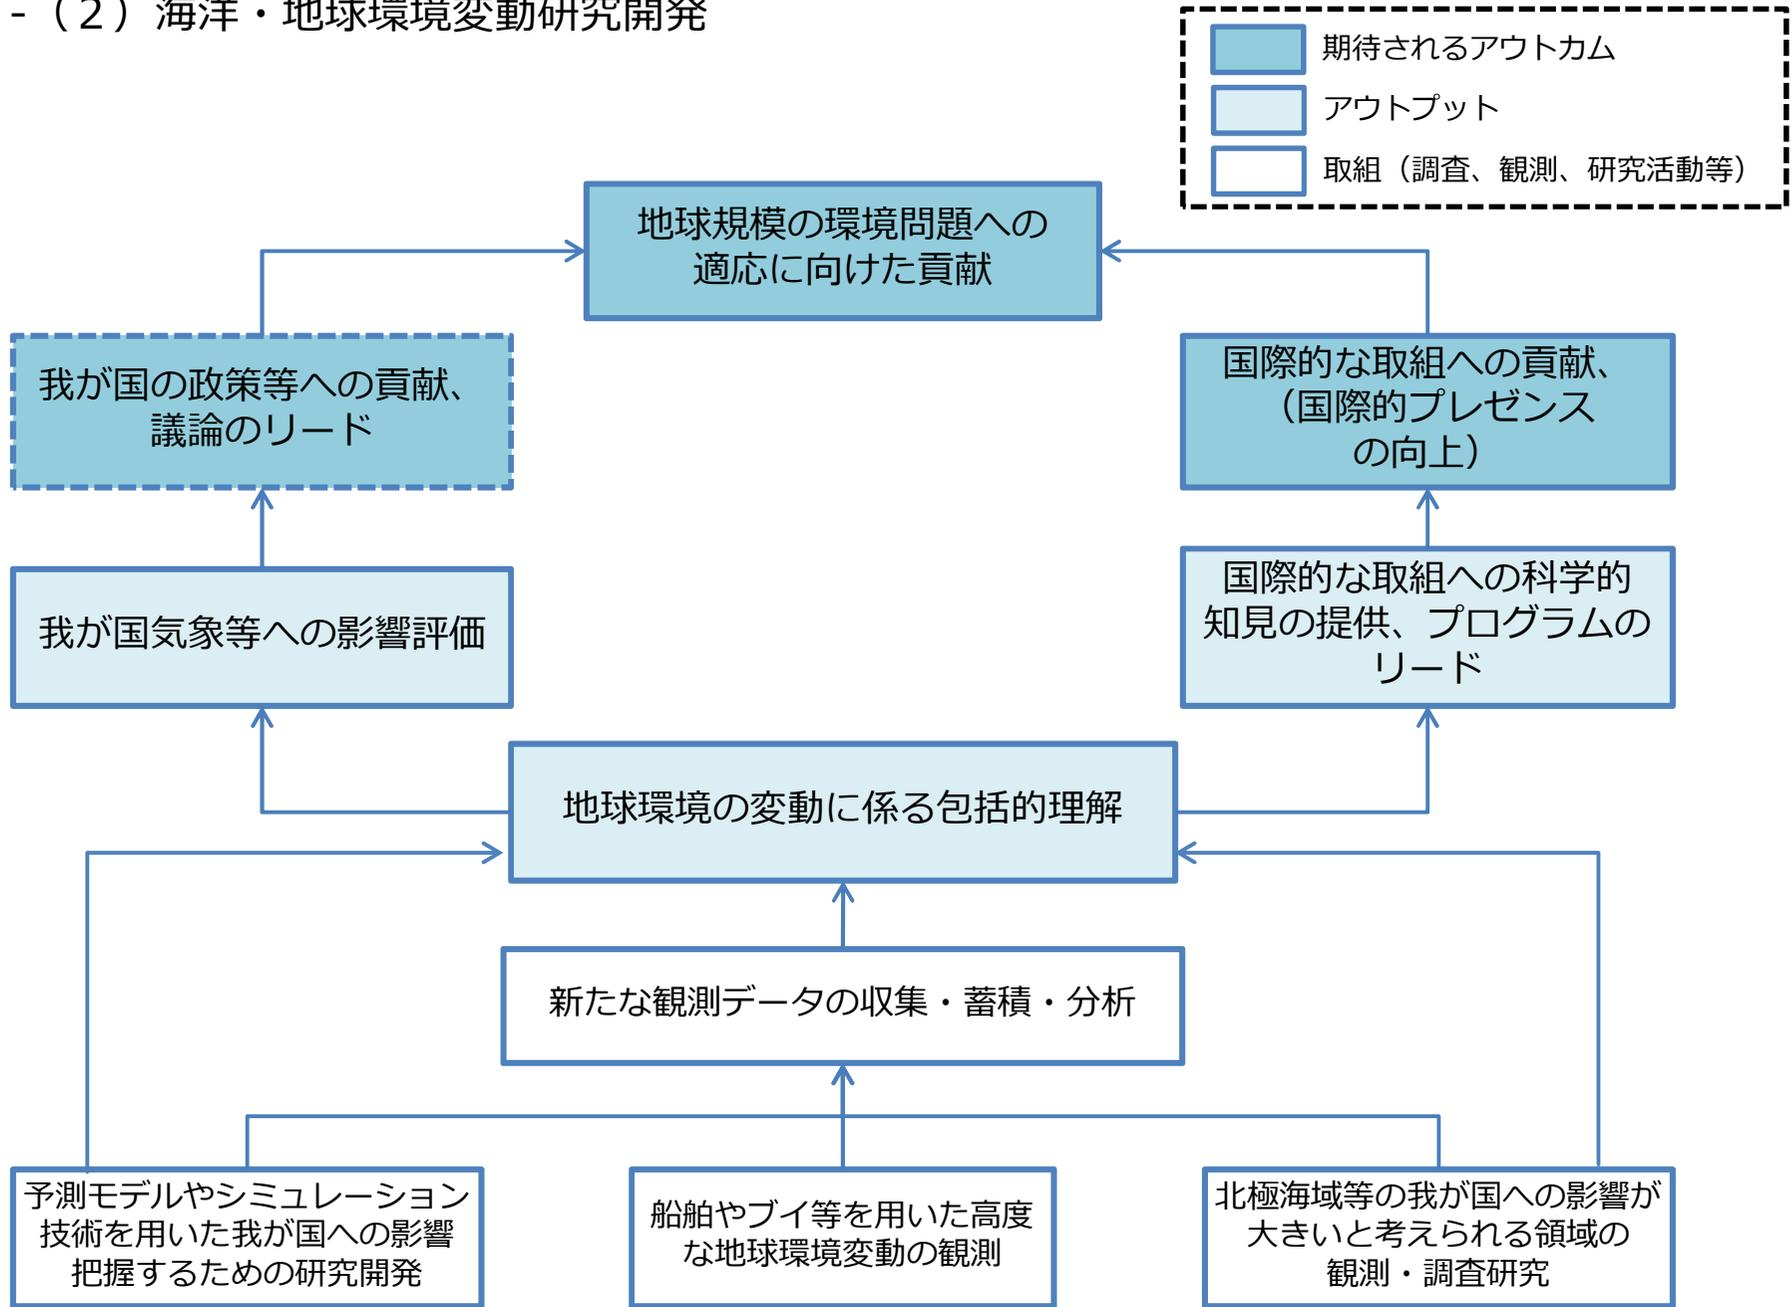 -（２）海洋・地球環境変動研究開発
期待されるアウトカム
アウトプット
取組（調査、観測、研究活動等）
地球規模の環境問題への
適応に向けた貢献
我が国の政策等への貢献、
議論のリード
国際的な取組への貢献、
（国際的プレゼンス
の向上）
我が国気象等への影響評価
国際的な取組への科学的
知見の提供、プログラムの
リード
地球環境の変動に係る包括的理解
新たな観測データの収集・蓄積・分析
予測モデルやシミュレーション
技術を用いた我が国への影響
把握するための研究開発
船舶やブイ等を用いた高度
な地球環境変動の観測
北極海域等の我が国への影響が
大きいと考えられる領域の
観測・調査研究